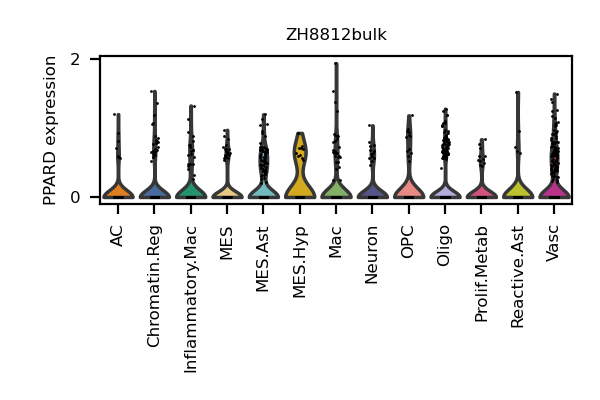 ZH8812bulk
PPARD expression
2
0
AC
Chromatin.Reg
Inflammatory.Mac
MES
MES.Ast
MES.Hyp
Mac
Neuron
OPC
Oligo
Prolif.Metab
Reactive.Ast
Vasc